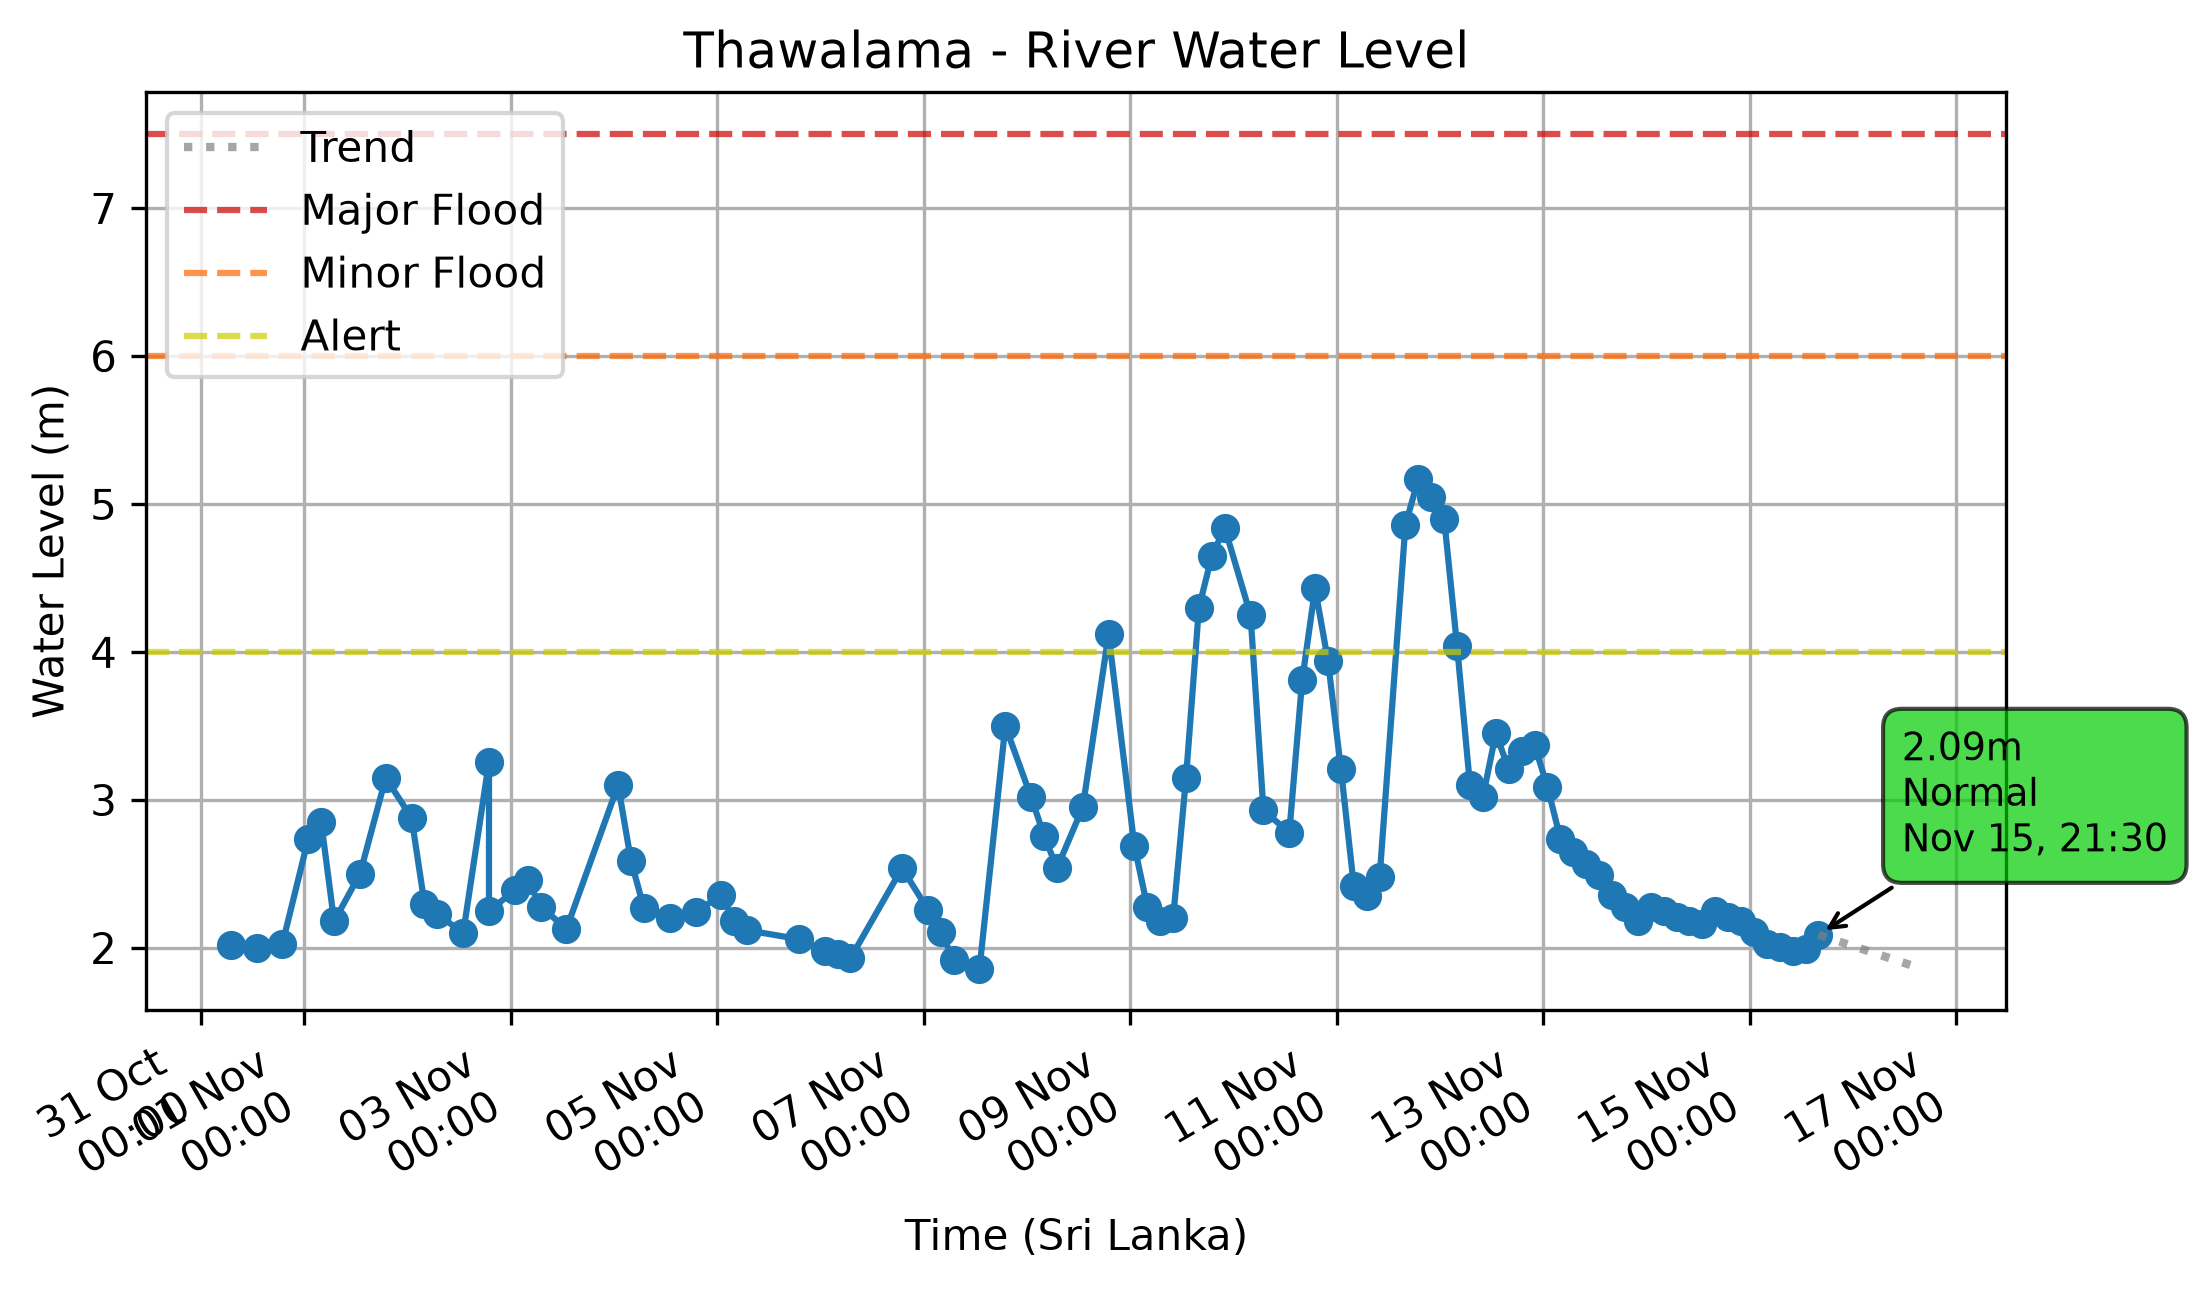 Thawalama - River Water Level
Trend
Major Flood
Minor Flood
Alert
Water Level (m)
7
6
5
4
3
2
2.09m
Normal
Nov 15, 21:30
31 Oct
00:00
01 Nov
00:00
03 Nov
00:00
05 Nov
00:00
07 Nov
00:00
09 Nov
00:00
11 Nov
00:00
13 Nov
00:00
15 Nov
00:00
17 Nov
00:00
Time (Sri Lanka)